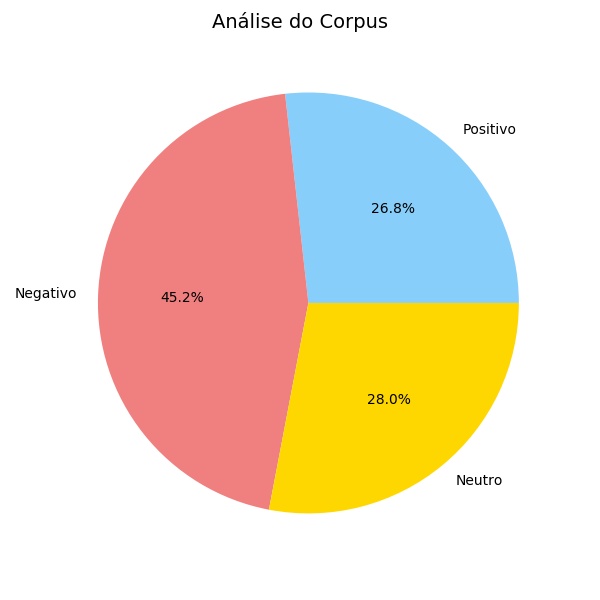 Análise do Corpus
Positivo
26.8%
Negativo
45.2%
28.0%
Neutro